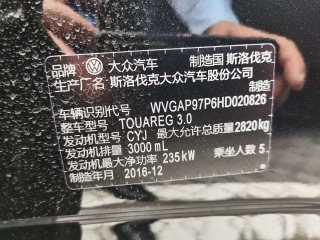 品牌 大众汽车 制造国 斯洛伐克
生产厂名 斯洛伐克大众汽车股份公司
制造
车辆识别代号 WVGAP97P6HD020826
整车型号 TOUAREG 3.0
发动机型号 CYJ 最大允许总质量 2820kg
发动机排量 3000 mL
发动机最大净功率 235kW 乘坐人数 5
制造年月 2016-12